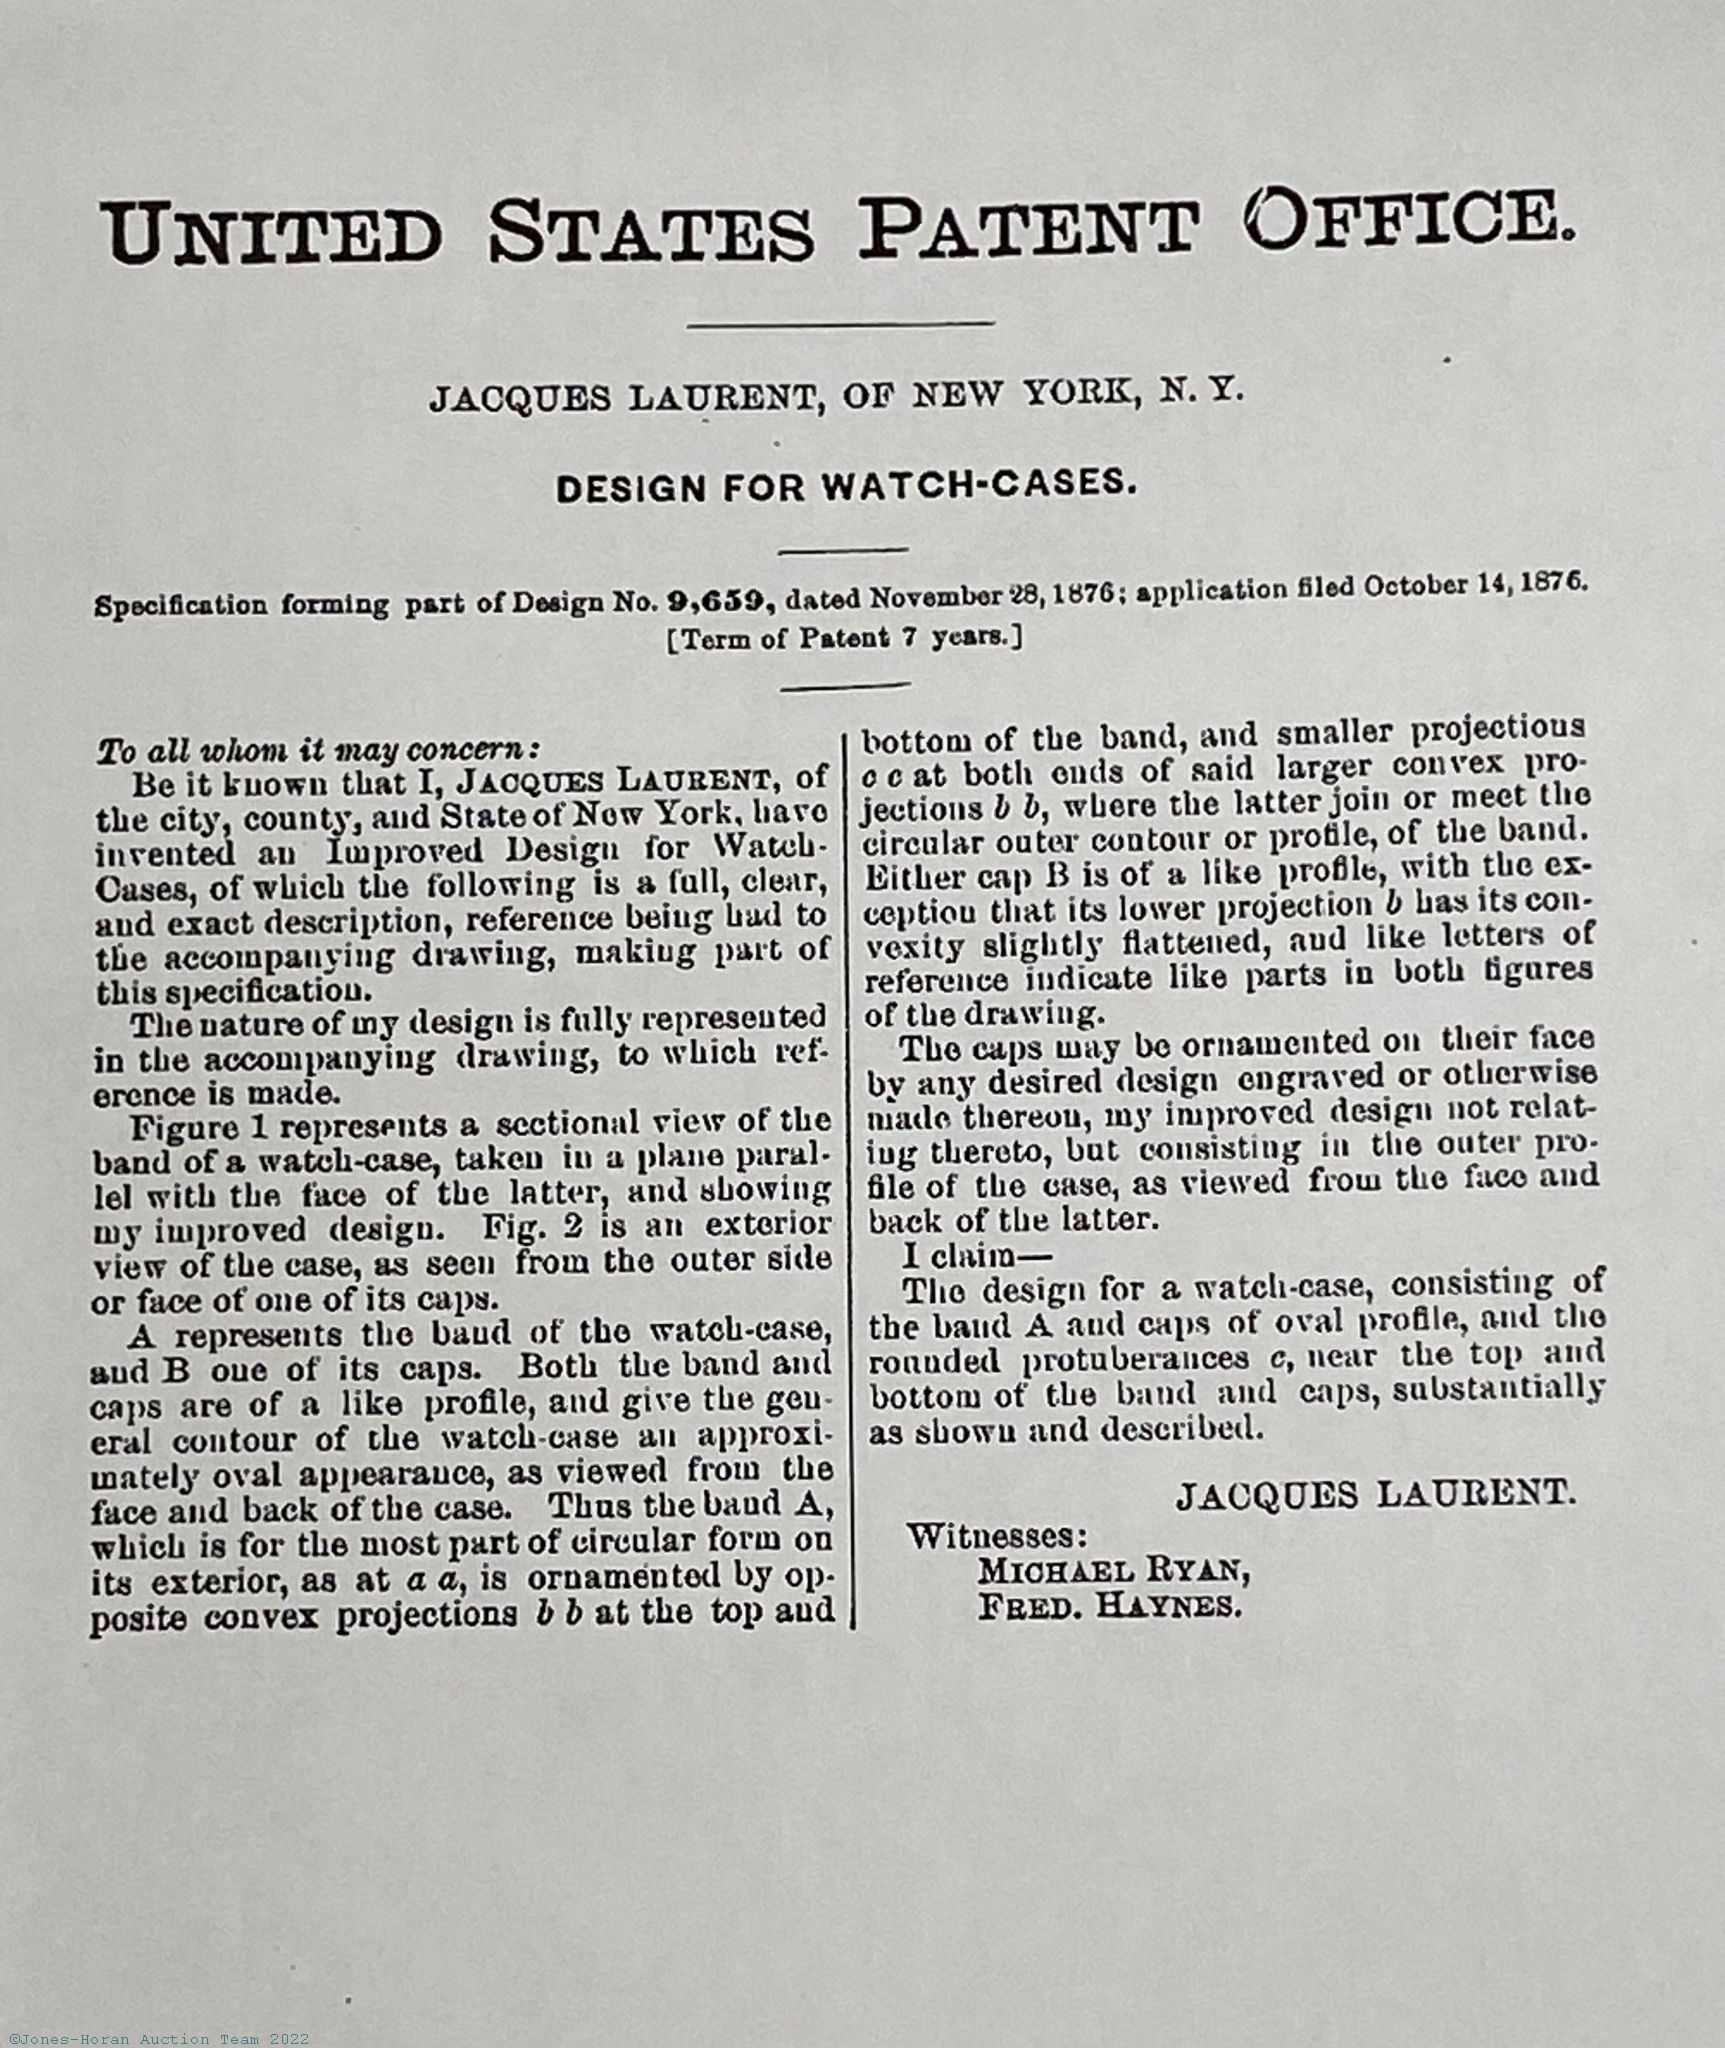 UNITED STATES PATENT OFFICE.
JACQUES LAURENT, OF NEW YORK, N. Y.
DESIGN FOR WATCH-CASES.
Specification forming part of Design No. 9,659, dated November 28, 1876; application filed October 14, 1876.
[Term of Patent 7 years.]
To all whom it may concern:
Be it known that I, JACQUES LAURENT, of
the city, county, and State of New York, have
invented an Improved Design for Watch-
Cases, of which the following is a full, clear,
and exact description, reference being had to
the accompanying drawing, making part of
this specification.
The nature of my design is fully represented
in the accompanying drawing, to which ref-
erence is made.
Figure 1 represents a sectional view of the
band of a watch-case, taken in a plane paral-
lel with the face of the latter, and showing
my improved design. Fig. 2 is an exterior
view of the case, as seen from the outer side
or face of one of its caps.
A represents the band of the watch-case,
and B one of its caps. Both the band and
caps are of a like profile, and give the gen-
eral contour of the watch-case an approxi-
mately oval appearance, as viewed from the
face and back of the case. Thus the band A,
which is for the most part of circular form on
its exterior, as at a a, is ornamented by op-
posite convex projections b b at the top and
bottom of the band, and smaller projections
c c at both ends of said larger convex pro-
jections b b, where the latter join or meet the
circular outer contour or profile, of the band.
Either cap B is of a like profile, with the ex-
ception that its lower projection b has its con-
vexity slightly flattened, and like letters of
reference indicate like parts in both figures
of the drawing.
The caps may be ornamented on their face
by any desired design engraved or otherwise
made thereon, my improved design not relat-
ing thereto, but consisting in the outer pro-
file of the case, as viewed from the face and
back of the latter.
I claim—
The design for a watch-case, consisting of
the band A and caps of oval profile, and the
rounded protuberances c, near the top and
bottom of the band and caps, substantially
as shown and described.
JACQUES LAURENT.
Witnesses:
MICHAEL RYAN,
FRED. HAYNES.
©Jones-Horan Auction Team 2022